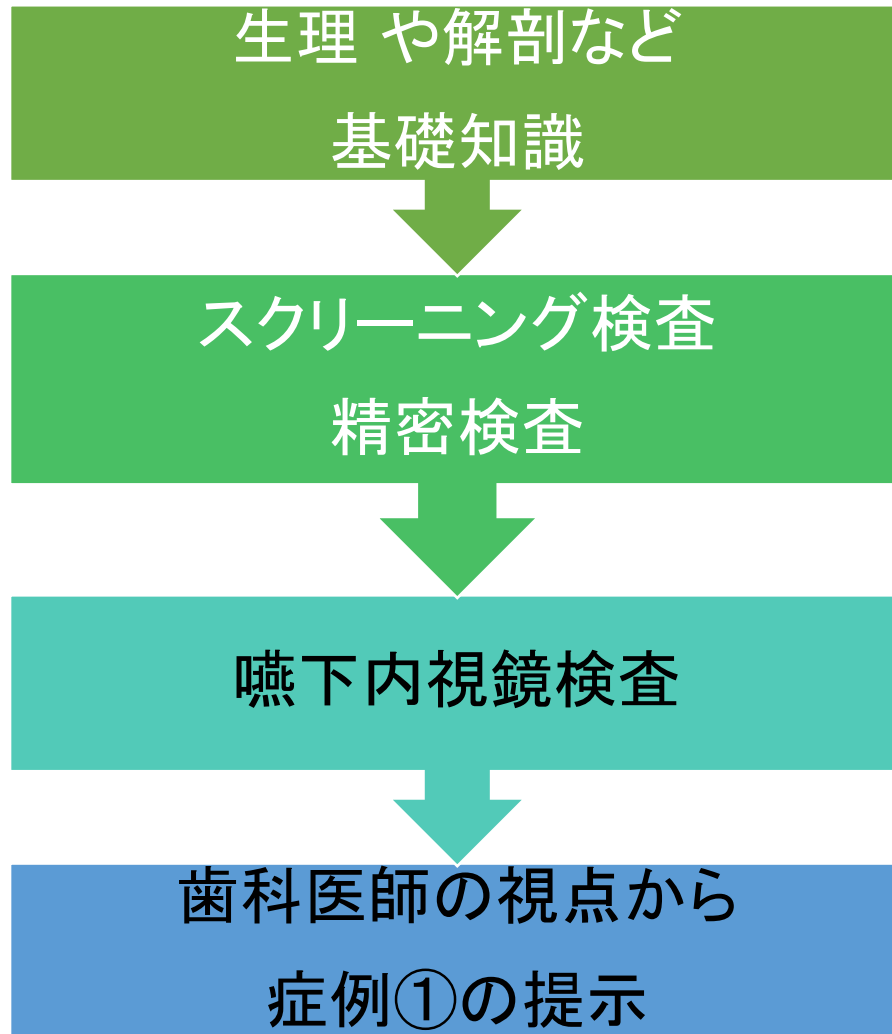 生理 や解剖など
基礎知識
スクリーニング検査
精密検査
嚥下内視鏡検査
歯科医師の視点から
症例①の提示